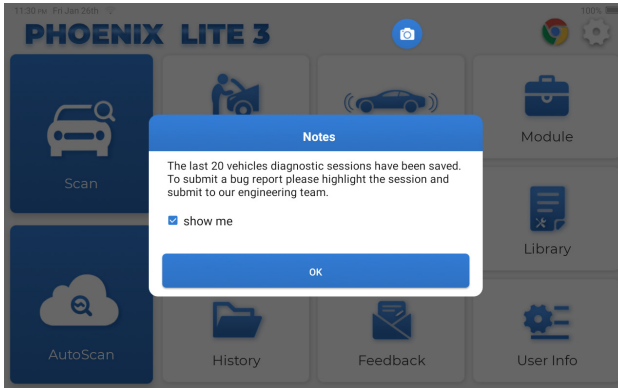 11:30 PM Fri Jan 26th
100%
PHOENIX LITE 3
Notes
The last 20 vehicles diagnostic sessions have been saved.
To submit a bug report please highlight the session and
submit to our engineering team.
show me
OK
Scan
Module
Library
AutoScan
History
Feedback
User Info